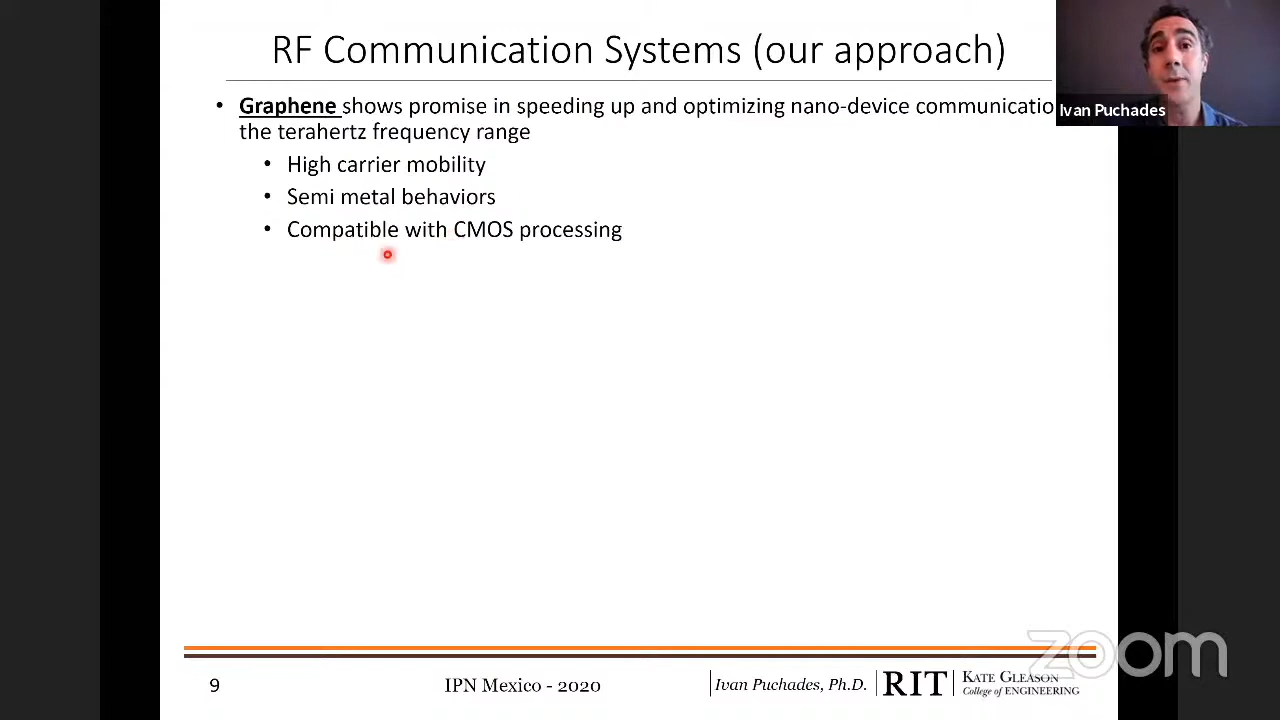 RF Communication Systems (our approach)
• Graphene shows promise in speeding up and optimizing nano-device communicatio
the terahertz frequency range
• High carrier mobility
• Semi metal behaviors
• Compatible with CMOS processing
Ivan Puchades
zoom
9
IPN Mexico - 2020
Ivan Puchades, Ph.D.
RIT
KATE GLEASON
College of ENGINEERING